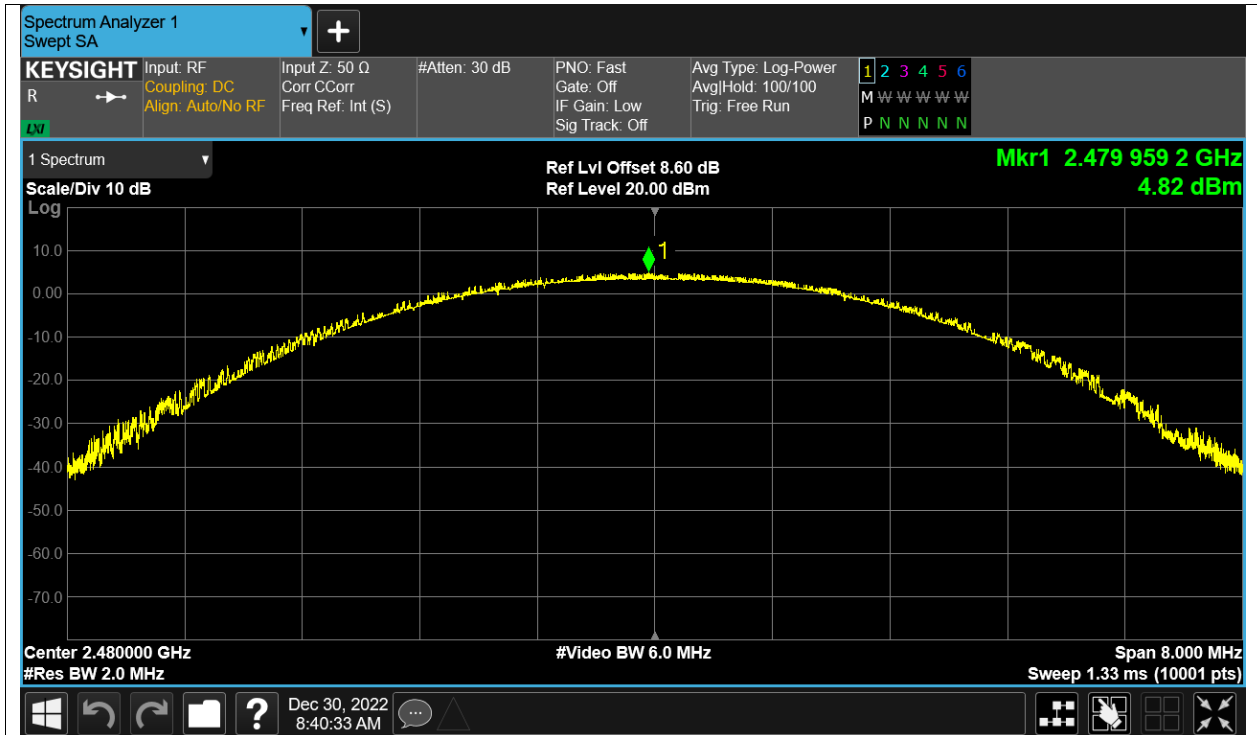 Spectrum Analyzer 1
Swept SA
+
KEYSIGHT
R
LXI
Input: RF
Coupling: DC
Align: Auto/No RF
Input Z: 50 Ω
Corr CCorr
Freq Ref: Int (S)
#Atten: 30 dB
PNO: Fast
Gate: Off
IF Gain: Low
Sig Track: Off
Avg Type: Log-Power
Avg|Hold: 100/100
Trig: Free Run
1 2 3 4 5 6
M W W W W W
P N N N N N N
1 Spectrum
Scale/Div 10 dB
Log
Ref Lvl Offset 8.60 dB
Ref Level 20.00 dBm
Mkr1 2.479 959 2 GHz
4.82 dBm
1
10.0
0.00
-10.0
-20.0
-30.0
-40.0
-50.0
-60.0
-70.0
Center 2.480000 GHz
#Res BW 2.0 MHz
#Video BW 6.0 MHz
Span 8.000 MHz
Sweep 1.33 ms (10001 pts)
?
Dec 30, 2022
8:40:33 AM